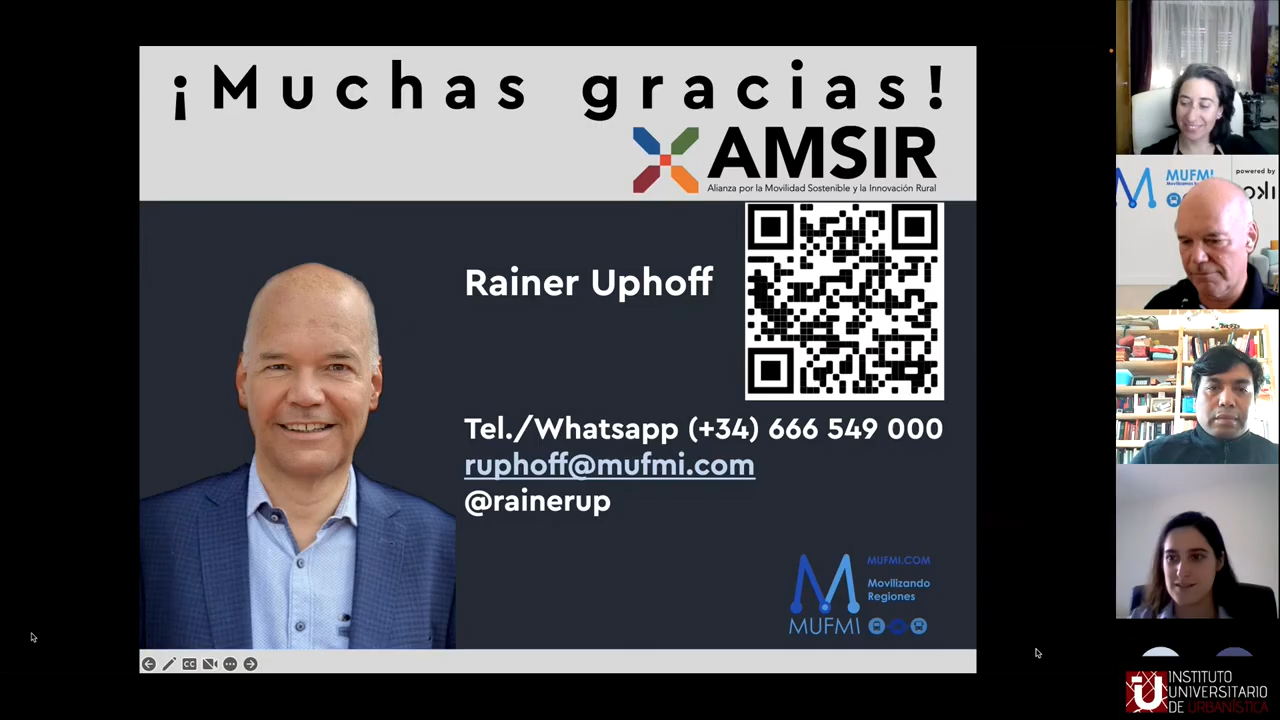 ¡Muchas gracias!
AMSIR
Alianza por la Movilidad Sostenible y la Innovación Rural
Rainer Uphoff
Tel./Whatsapp (+34) 666 549 000
ruphoff@mufmi.com
@rainerup
MUFMI.COM
Movilizando
Regiones
MUFMI
CC
MUFMI
powered by
INSTITUTO
UNIVERSITARIO
DE URBANÍSTICA